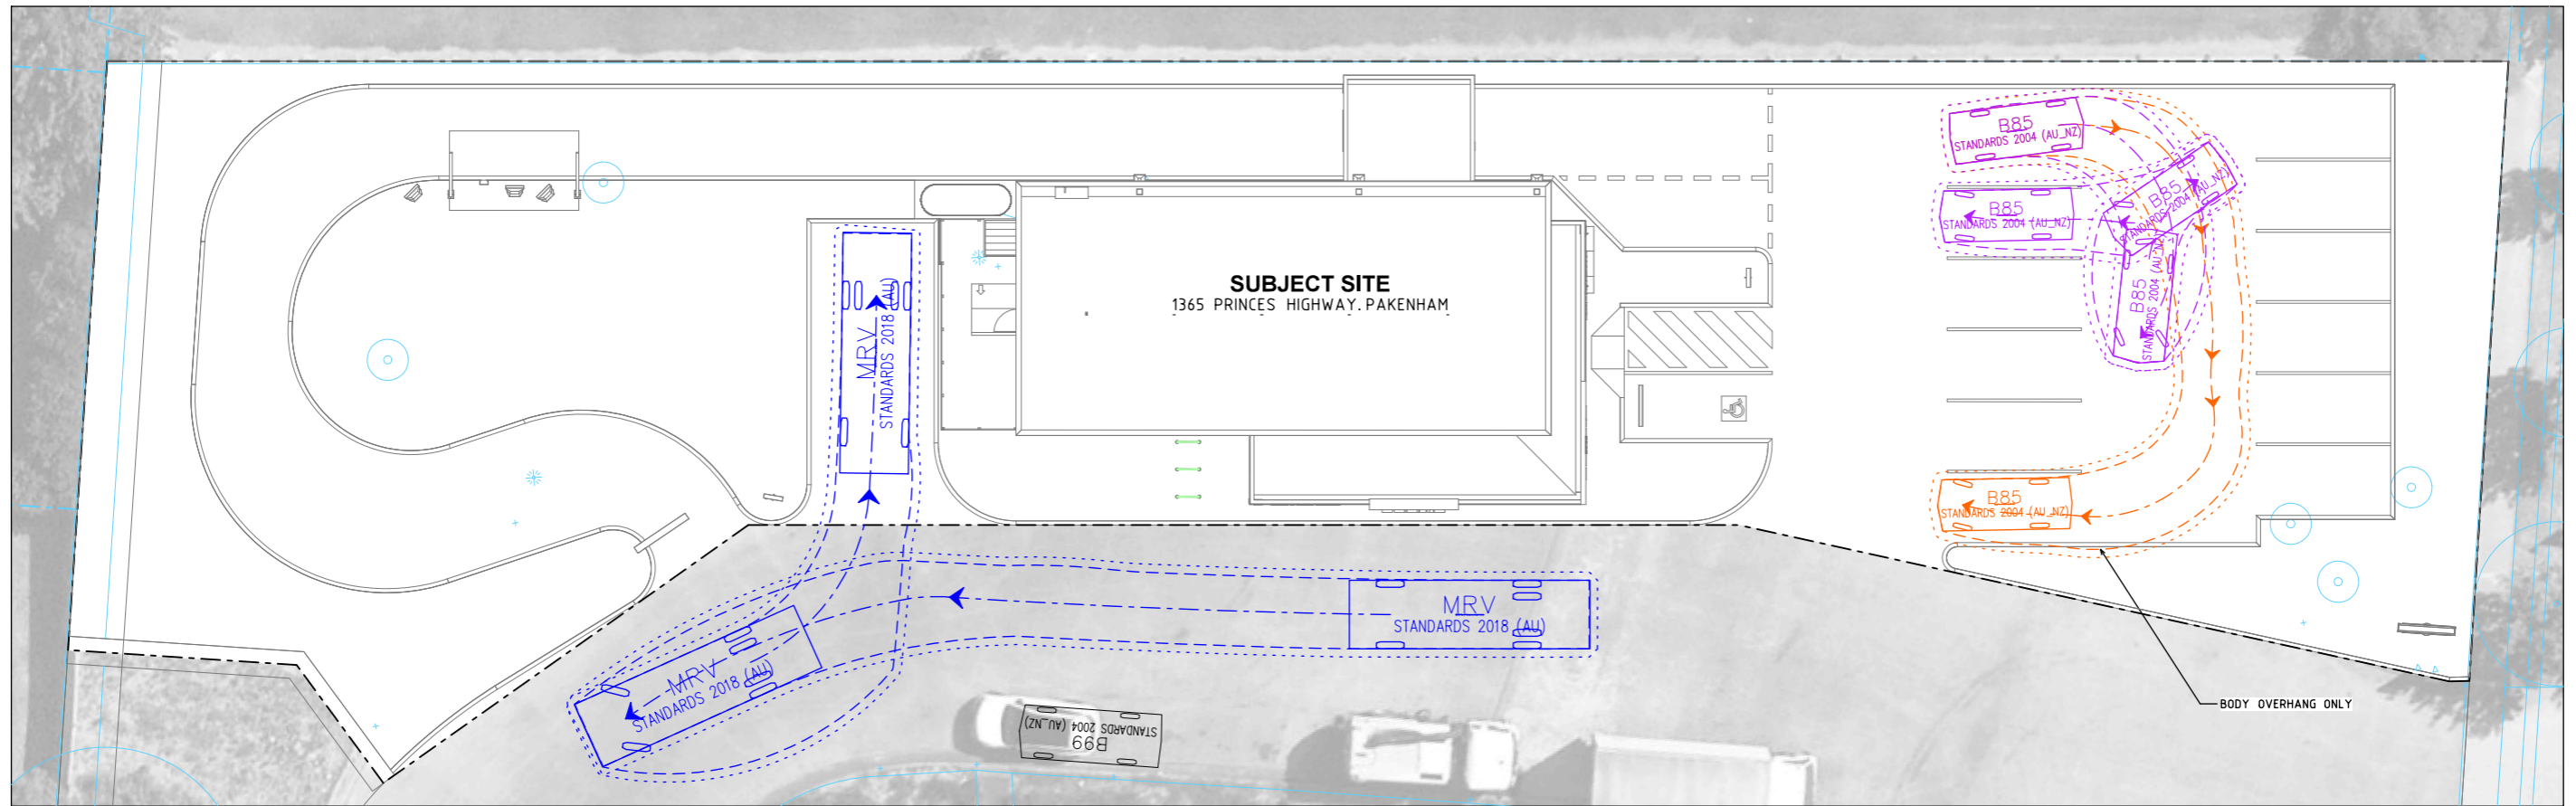 B85
STANDARDS 2004 (AU_NZ)
B85
STANDARDS 2004 (AU_NZ)
B85
STANDARDS 2004 (AU_NZ)
B85
STANDARDS 2004 (AU_NZ)
SUBJECT SITE
1365 PRINCES HIGHWAY, PAKENHAM
MRV
STANDARDS 2018 (AU)
B85
STANDARDS 2004 (AU_NZ)
MRV
STANDARDS 2018 (AU)
MRV
STANDARDS 2018 (AU)
B99
STANDARDS 2004 (AU_NZ)
BODY OVERHANG ONLY